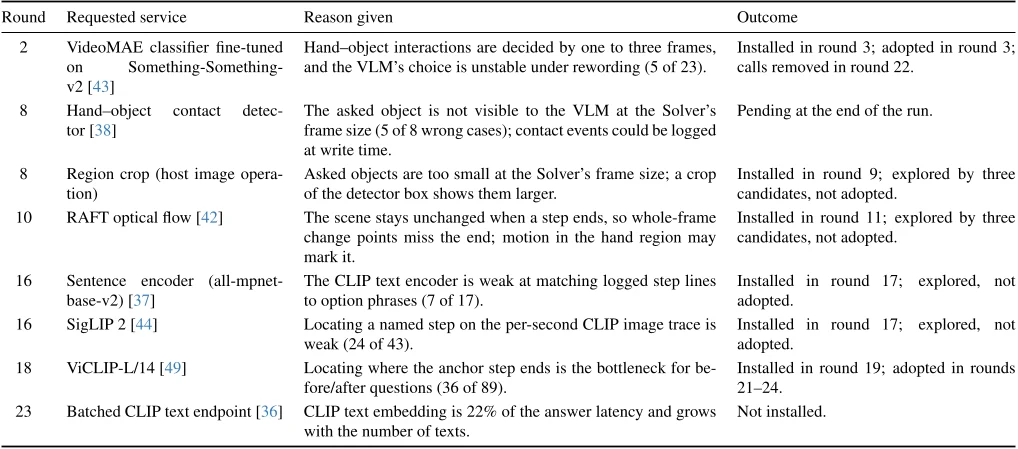 Round Requested service Reason given Outcome
2 VideoMAE classifier fine-tuned Hand–object interactions are decided by one to three frames, Installed in round 3; adopted in round 3;
on Something-Something- and the VLM's choice is unstable under rewording (5 of 23). calls removed in round 22.
v2 [43]
8 Hand–object contact detec- The asked object is not visible to the VLM at the Solver's Pending at the end of the run.
tor [38] frame size (5 of 8 wrong cases); contact events could be logged
at write time.
8 Region crop (host image opera- Asked objects are too small at the Solver's frame size; a crop Installed in round 9; explored by three
tion) of the detector box shows them larger. candidates, not adopted.
10 RAFT optical flow [42] The scene stays unchanged when a step ends, so whole-frame Installed in round 11; explored by three
change points miss the end; motion in the hand region may candidates, not adopted.
mark it.
16 Sentence encoder (all-mpnet- The CLIP text encoder is weak at matching logged step lines Installed in round 17; explored, not
base-v2) [37] to option phrases (7 of 17). adopted.
16 SigLIP 2 [44] Locating a named step on the per-second CLIP image trace is Installed in round 17; explored, not
weak (24 of 43). adopted.
18 ViCLIP-L/14 [49] Locating where the anchor step ends is the bottleneck for be- Installed in round 19; adopted in rounds
fore/after questions (36 of 89). 21–24.
23 Batched CLIP text endpoint [36] CLIP text embedding is 22% of the answer latency and grows Not installed.
with the number of texts.